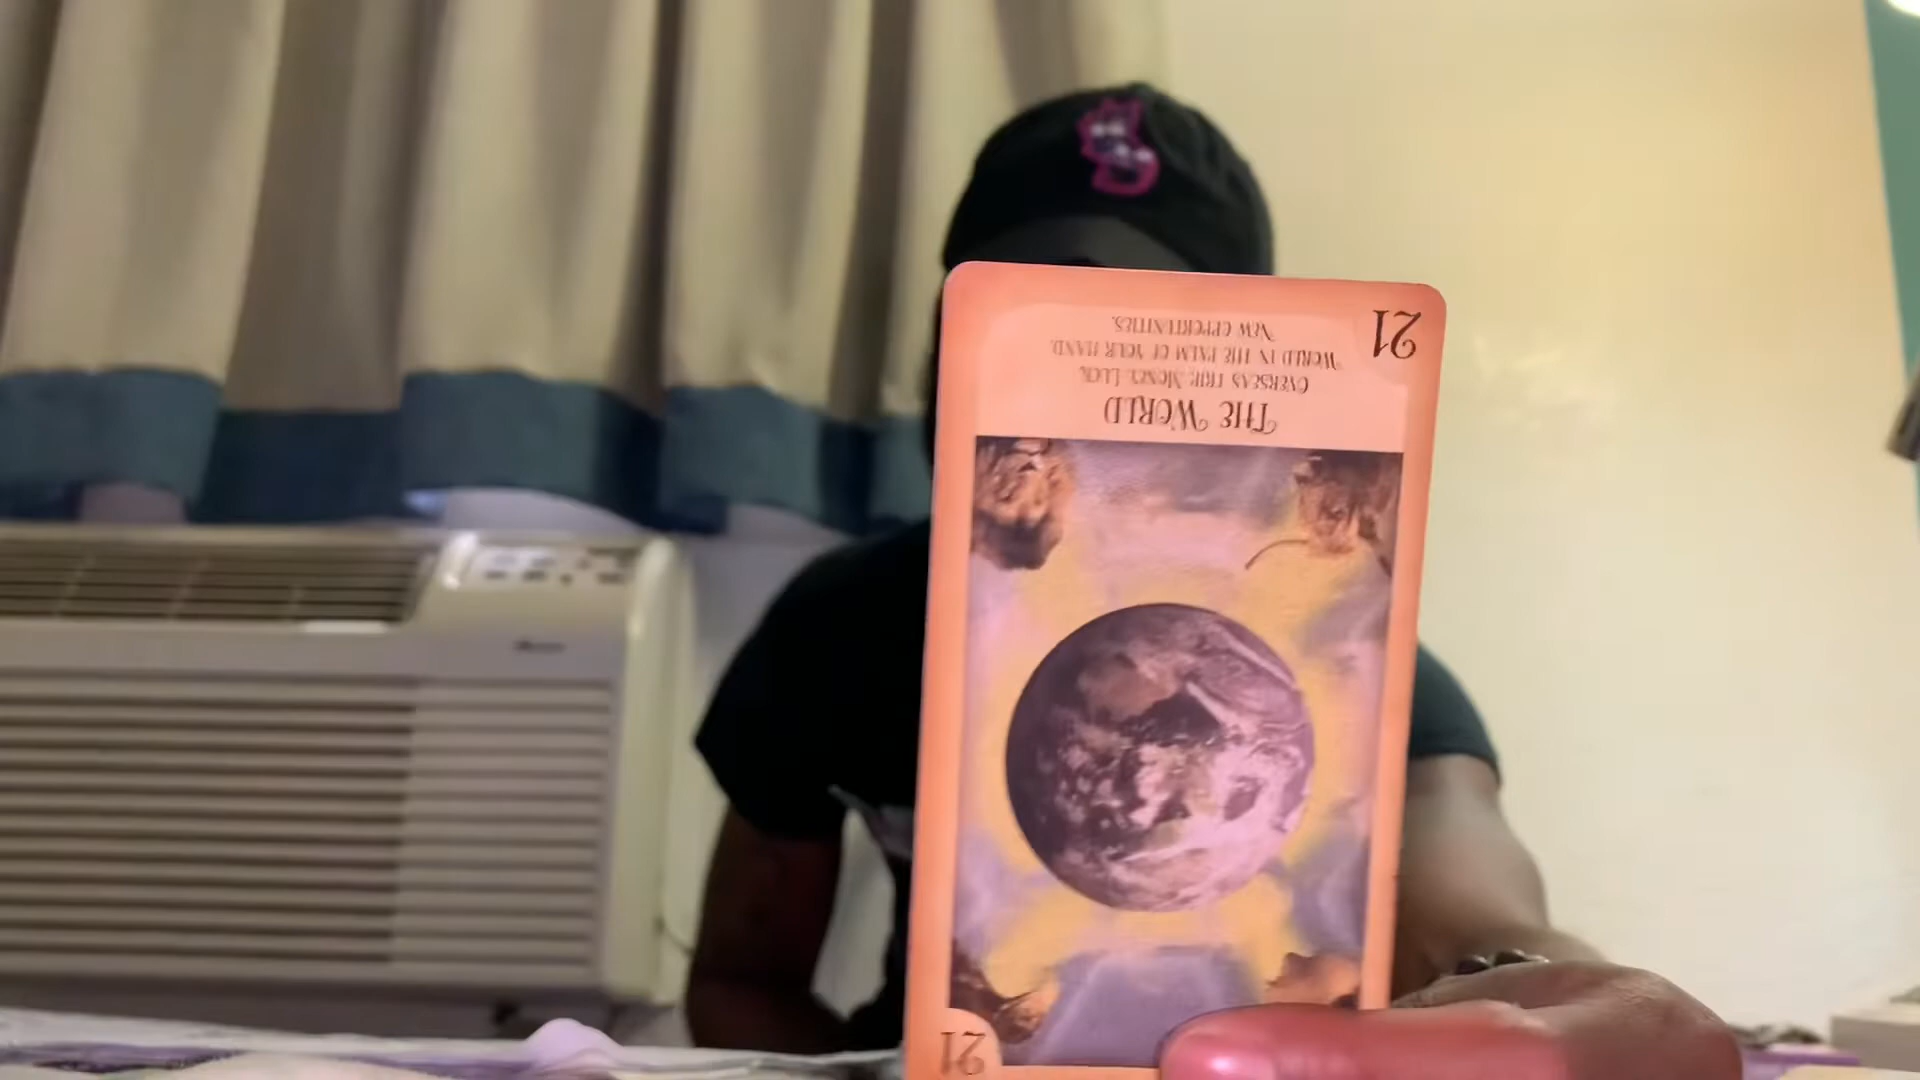 21
THE WORLD
OVERSEAS TRIP, MONEY, LUCK,
WORLD IN THE PALM OF YOUR HAND.
NEW OPPORTUNITIES.
21